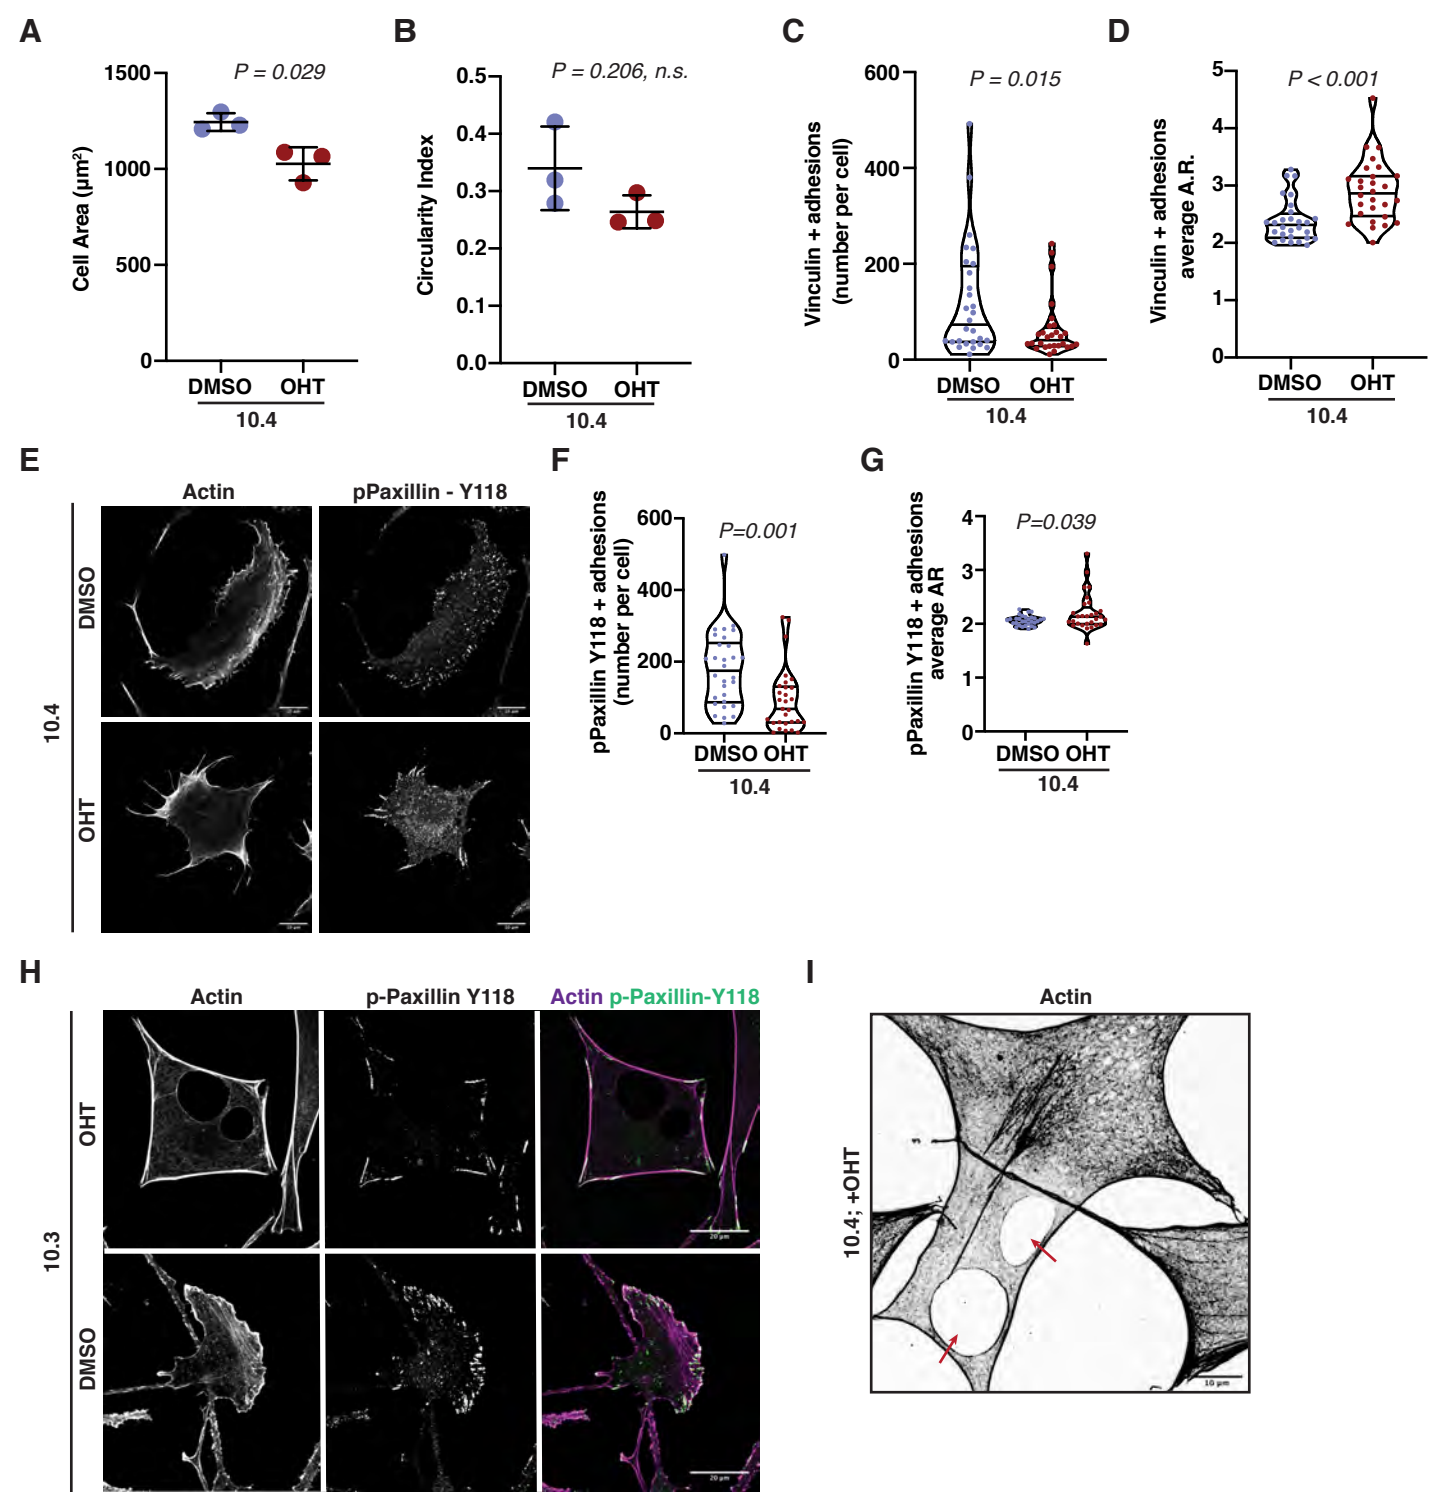 A
Cell Area (μm²)
1500
1000
500
0
P = 0.029
DMSO OHT
10.4
B
Circularity Index
0.5
0.4
0.3
0.2
0.1
0.0
P = 0.206, n.s.
DMSO OHT
10.4
C
Vinculin + adhesions
(number per cell)
600
400
200
0
P = 0.015
DMSO OHT
10.4
D
Vinculin + adhesions
average A.R.
5
4
3
2
1
0
P < 0.001
DMSO OHT
10.4
E
Actin
pPaxillin - Y118
10.4
DMSO
OHT
F
pPaxillin Y118 + adhesions
(number per cell)
600
400
200
0
P=0.001
DMSO OHT
10.4
G
pPaxillin Y118 + adhesions
average AR
4
3
2
1
0
P=0.039
DMSO OHT
10.4
H
Actin
p-Paxillin Y118
Actin p-Paxillin-Y118
10.3
OHT
20 μm
DMSO
20 μm
I
Actin
10.4; +OHT
10 μm